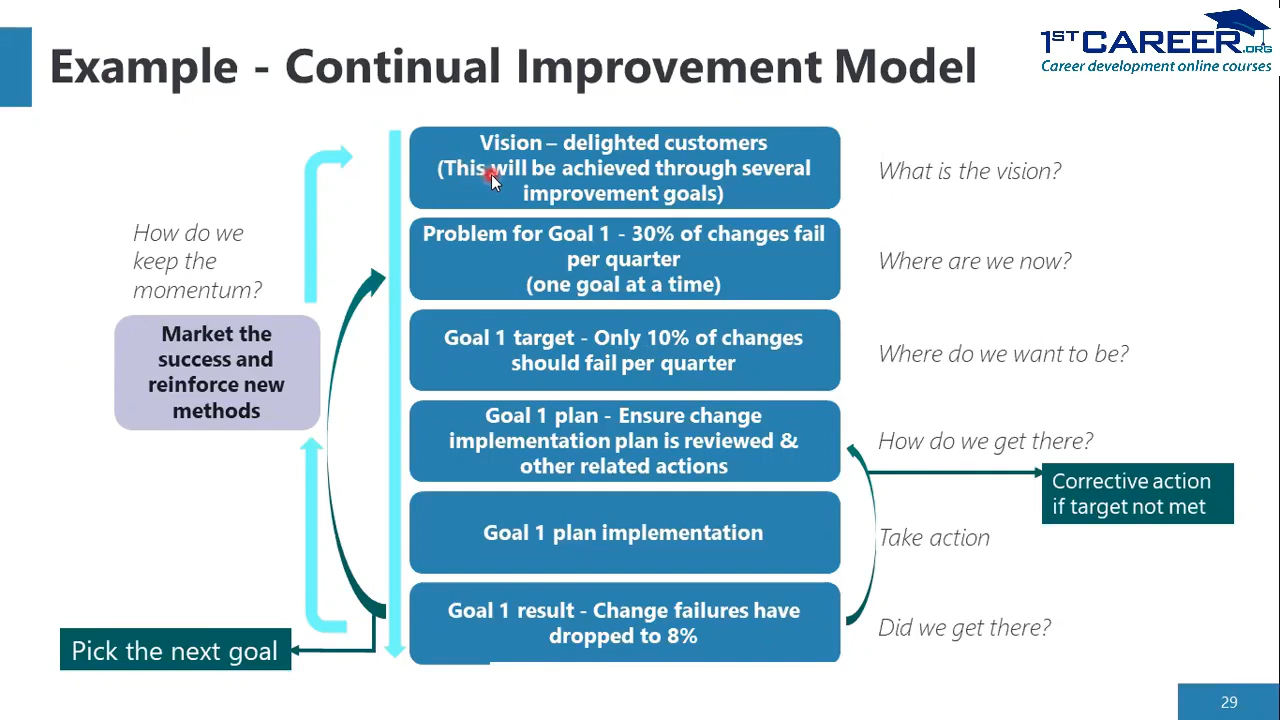 Example - Continual Improvement Model
1STCAREER.ORG
Career development online courses
Vision – delighted customers
(This will be achieved through several
improvement goals)
What is the vision?
Problem for Goal 1 - 30% of changes fail
per quarter
(one goal at a time)
Where are we now?
Goal 1 target - Only 10% of changes
should fail per quarter
Where do we want to be?
Goal 1 plan - Ensure change
implementation plan is reviewed &
other related actions
How do we get there?
Corrective action
if target not met
Goal 1 plan implementation
Take action
Goal 1 result - Change failures have
dropped to 8%
Did we get there?
How do we
keep the
momentum?
Market the
success and
reinforce new
methods
Pick the next goal
29